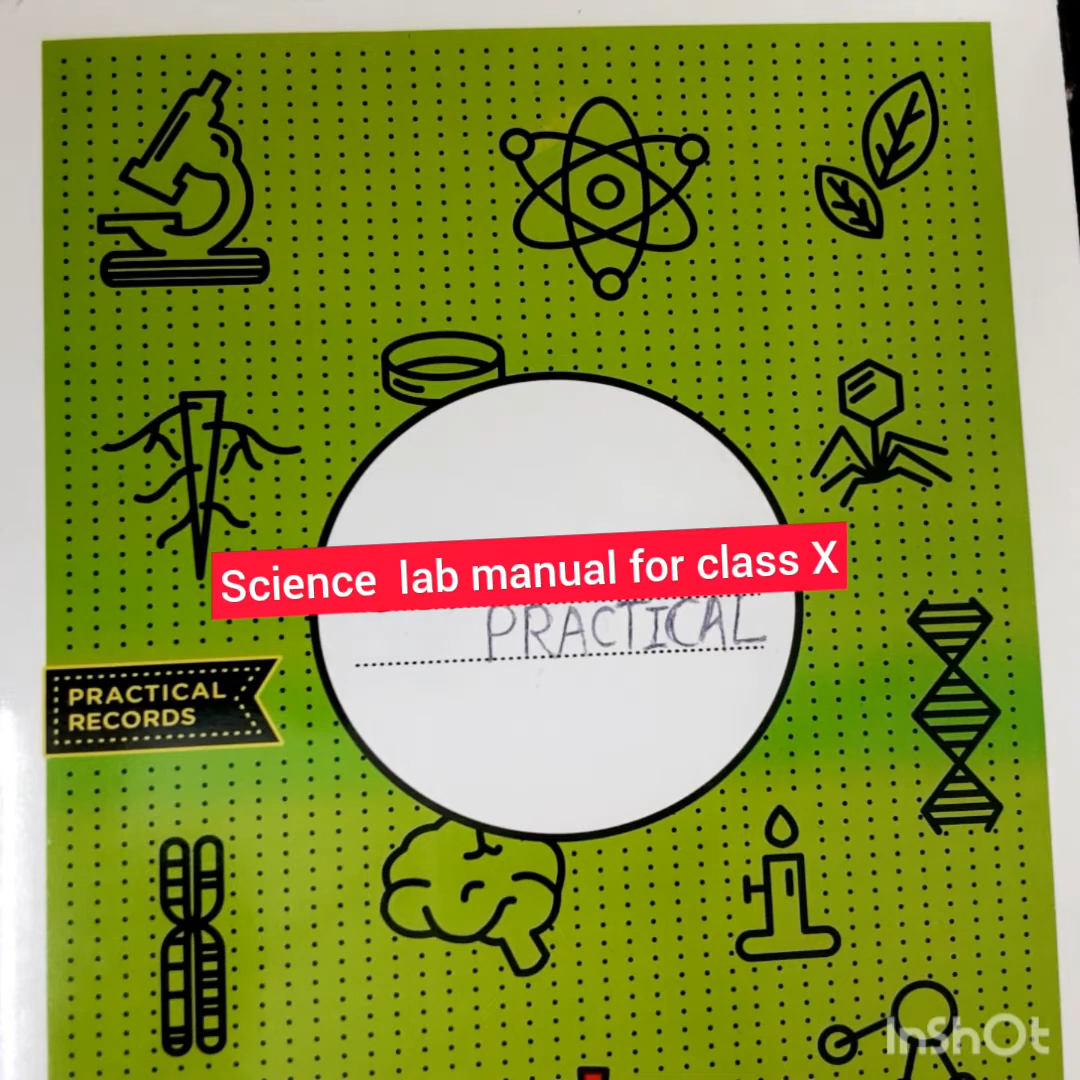 Science lab manual for class X
PRACTICAL
PRACTICAL
RECORDS
InShOt